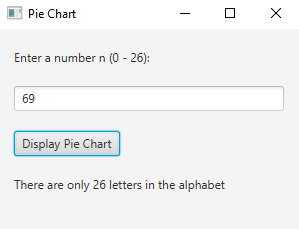 Pie Chart
Enter a number n (0 - 26):
69
Display Pie Chart
There are only 26 letters in the alphabet